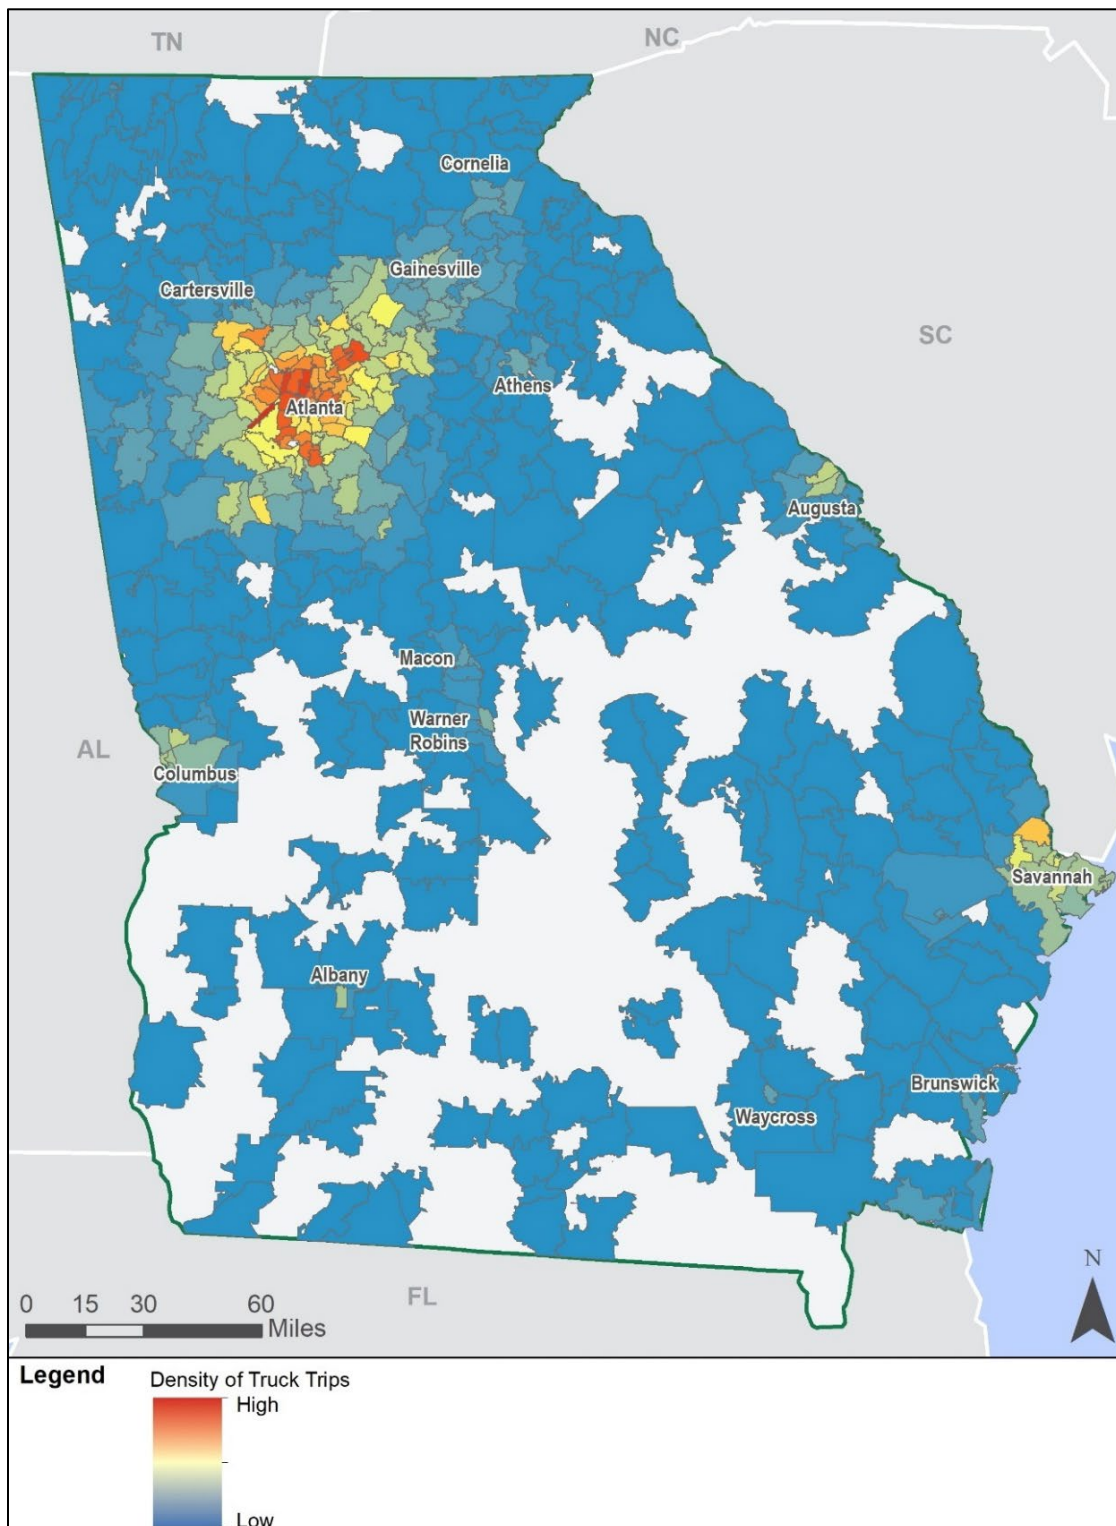 TN
NC
Cornelia
Gainesville
Cartersville
SC
Athens
Atlanta
Augusta
Macon
Warner
Robins
AL
Columbus
Savannah
Albany
Brunswick
Waycross
N
FL
0 15 30 60
Miles
Legend
Density of Truck Trips
High
Low